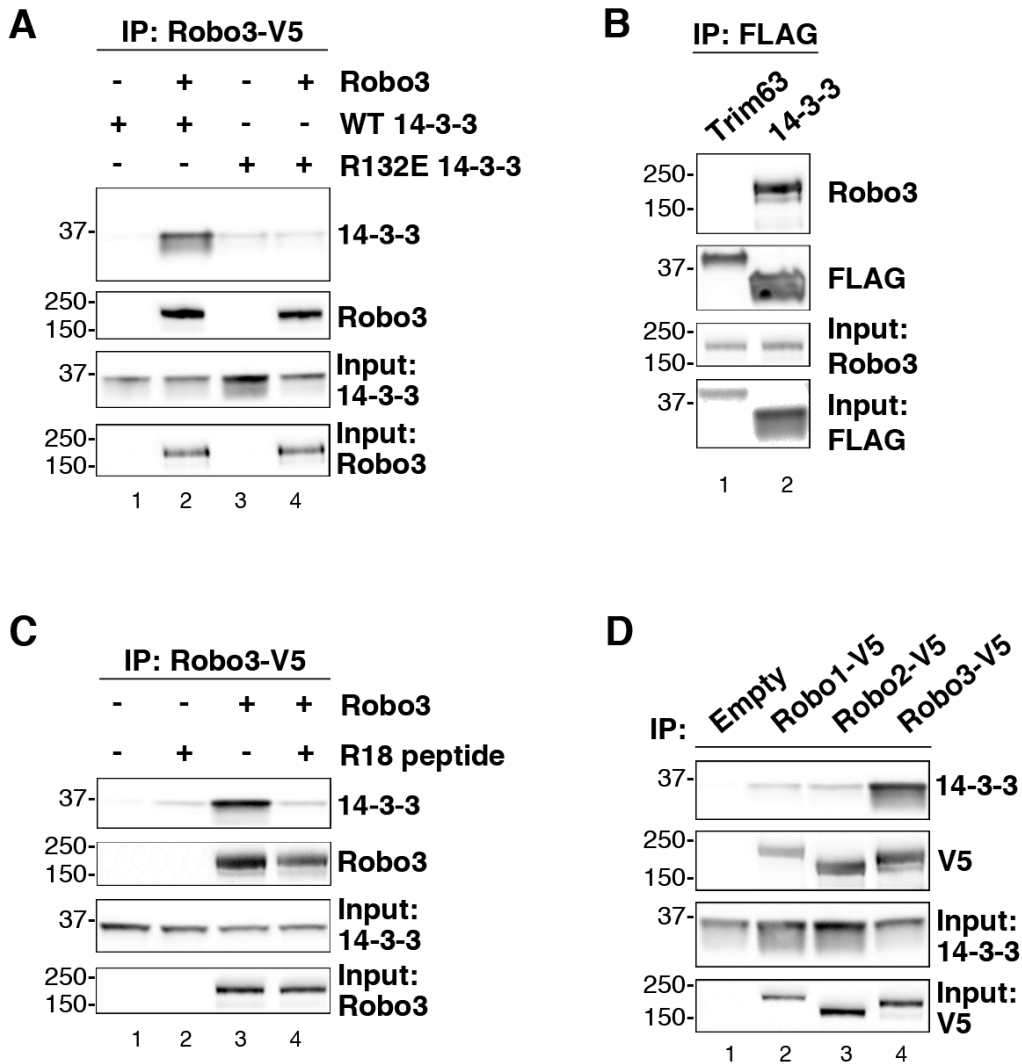 A
IP: Robo3-V5
- + - + Robo3
+ + - - WT 14-3-3
- - + + R132E 14-3-3
37- 14-3-3
250-
150- Robo3
37- Input:
14-3-3
250- Input:
150- Robo3
1 2 3 4
B
IP: FLAG
Trim63 14-3-3
250-
150- Robo3
37- FLAG
250- Input:
150- Robo3
37- Input:
FLAG
1 2
C
IP: Robo3-V5
- - + + Robo3
- + - + R18 peptide
37- 14-3-3
250-
150- Robo3
37- Input:
14-3-3
250- Input:
150- Robo3
1 2 3 4
D
IP: Empty Robo1-V5 Robo2-V5 Robo3-V5
37- 14-3-3
250-
150- V5
37- Input:
14-3-3
250- Input:
150- V5
1 2 3 4